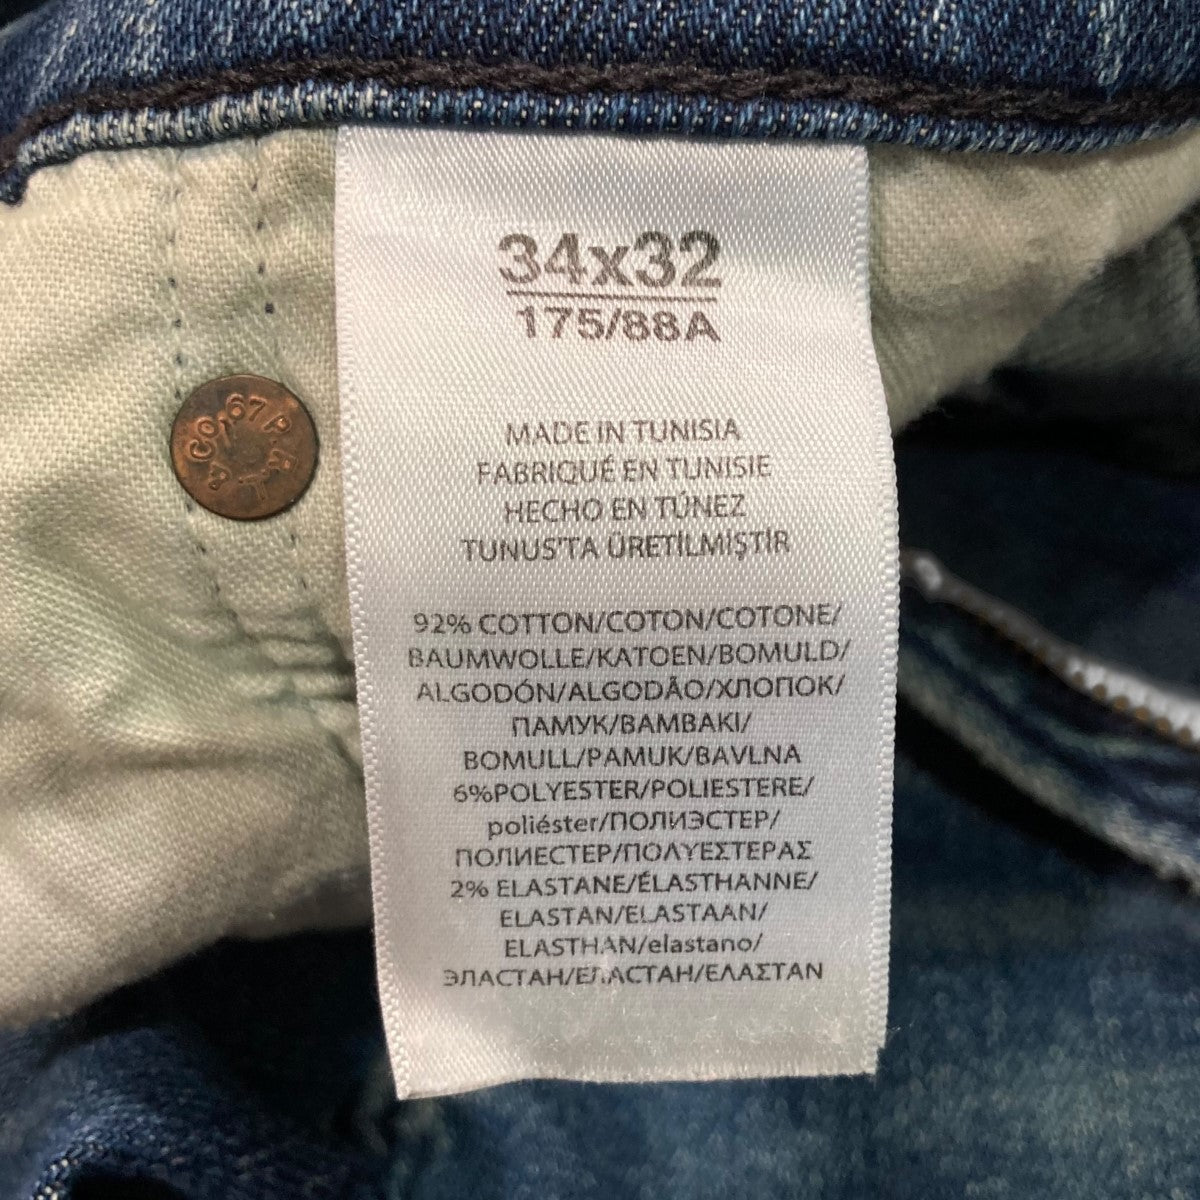 34x32
175/88A
MADE IN TUNISIA
FABRIQUÉ EN TUNISIE
HECHO EN TÚNEZ
TUNUS'TA ÜRETİLMİŞTİR
92% COTTON/COTON/COTONE/
BAUMWOLLE/KATOEN/BOMULD/
ALGODÓN/ALGODÃO/ХЛОПОК/
ПАМУК/BAMBAKI/
BOMULL/PAMUK/BAVLNA
6%POLYESTER/POLIESTERE/
poliéster/ПОЛИЭСТЕР/
ПОЛИЕСТЕР/ΠΟΛΥΕΣΤΕΡΑΣ
2% ELASTANE/ÉLASTHANNE/
ELASTAN/ELASTAAN/
ELASTHAN/elastano/
ЭЛАСТАН/ЕЛАСТАН/ΕΛΑΣΤΑΝ
CO,67